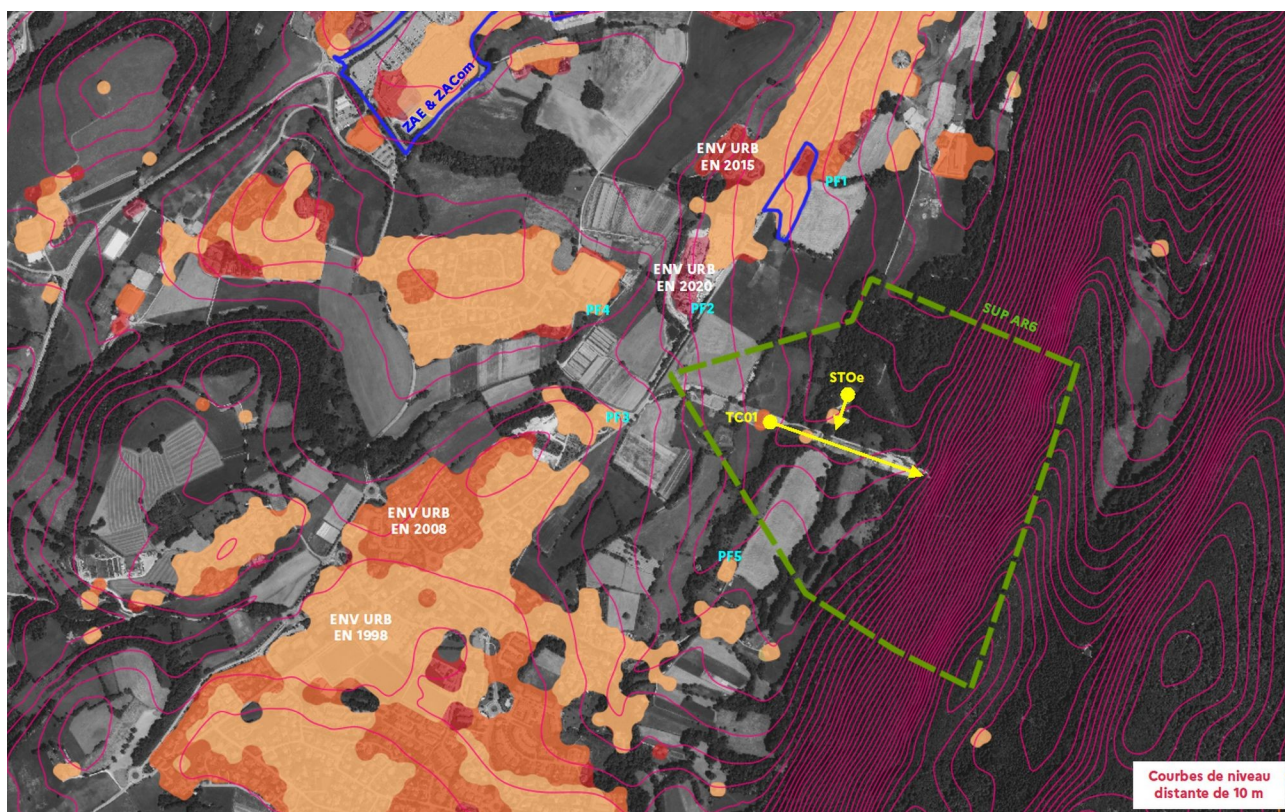 ZAE & ZACom
ENV URB
EN 2015
PF1
ENV URB
EN 2020
PF4
PF2
SUP AR6
STOe
TC01
PF3
ENV URB
EN 2008
PF5
ENV URB
EN 1998
Courbes de niveau
distante de 10 m